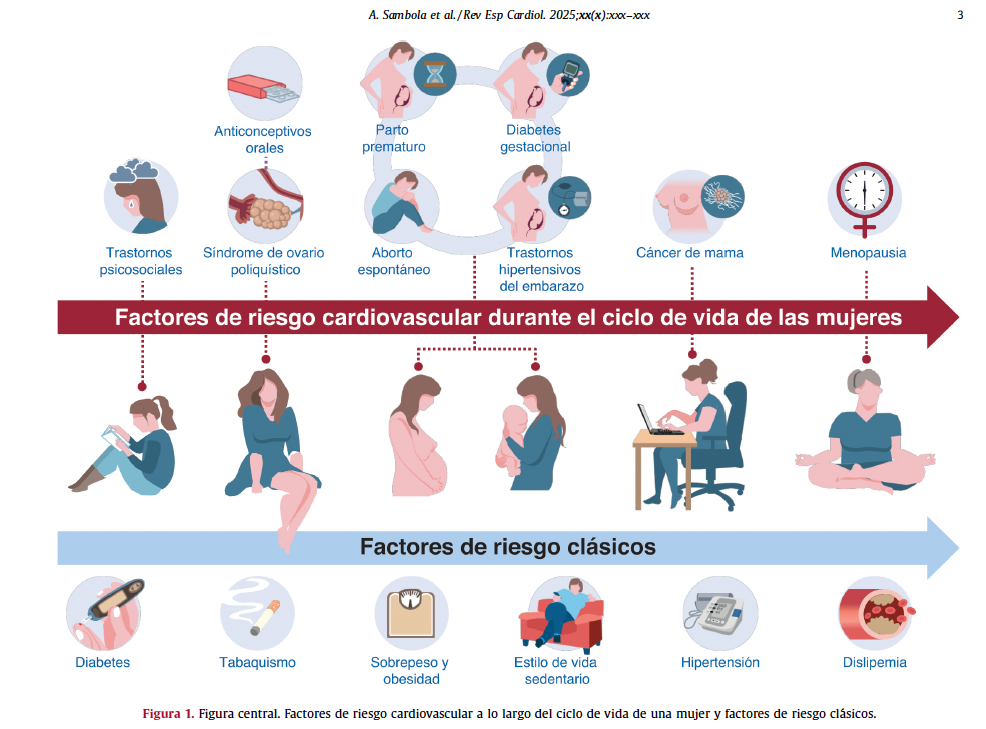 A. Sambola et al. / Rev Esp Cardiol. 2025;xx(x):xxx–xxx
3
Anticonceptivos
orales
Parto
prematuro
Diabetes
gestacional
Trastornos
psicosociales
Síndrome de ovario
poliquístico
Aborto
espontáneo
Trastornos
hipertensivos
del embarazo
Cáncer de mama
Menopausia
Factores de riesgo cardiovascular durante el ciclo de vida de las mujeres
Factores de riesgo clásicos
Diabetes
Tabaquismo
Sobrepeso y
obesidad
Estilo de vida
sedentario
Hipertensión
Dislipemia
Figura 1. Figura central. Factores de riesgo cardiovascular a lo largo del ciclo de vida de una mujer y factores de riesgo clásicos.